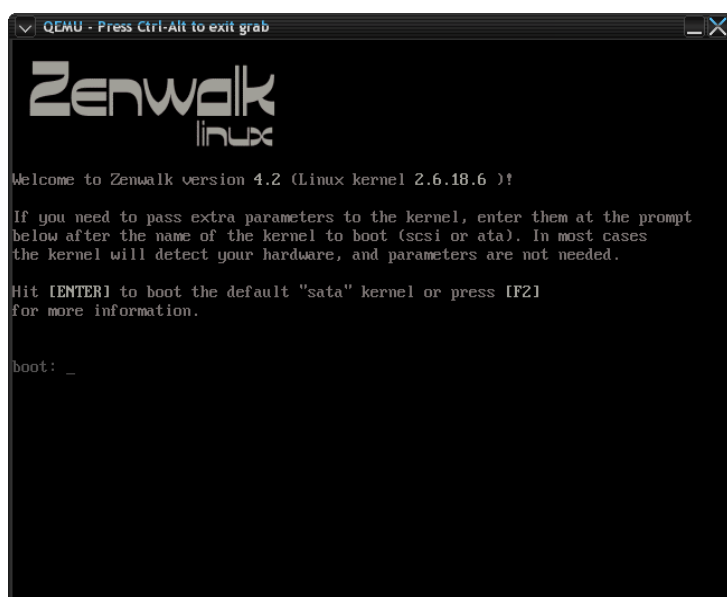 QEMU - Press Ctrl-Alt to exit grab
Zenwalk
linux
Welcome to Zenwalk version 4.2 (Linux kernel 2.6.18.6 )!
If you need to pass extra parameters to the kernel, enter them at the prompt
below after the name of the kernel to boot (scsi or ata). In most cases
the kernel will detect your hardware, and parameters are not needed.
Hit [ENTER] to boot the default "sata" kernel or press [F2]
for more information.
boot: _